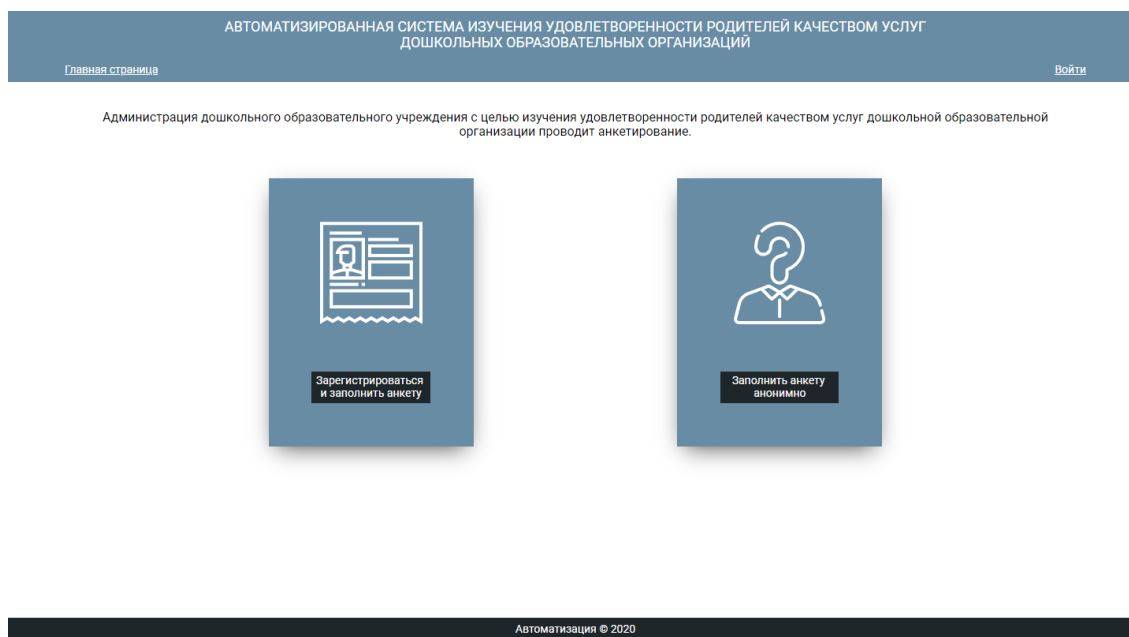 АВТОМАТИЗИРОВАННАЯ СИСТЕМА ИЗУЧЕНИЯ УДОВЛЕТВОРЕННОСТИ РОДИТЕЛЕЙ КАЧЕСТВОМ УСЛУГ
ДОШКОЛЬНЫХ ОБРАЗОВАТЕЛЬНЫХ ОРГАНИЗАЦИЙ
Главная страница
Войти
Администрация дошкольного образовательного учреждения с целью изучения удовлетворенности родителей качеством услуг дошкольной образовательной
организации проводит анкетирование.
Зарегистрироваться
и заполнить анкету
Заполнить анкету
анонимно
Автоматизация © 2020